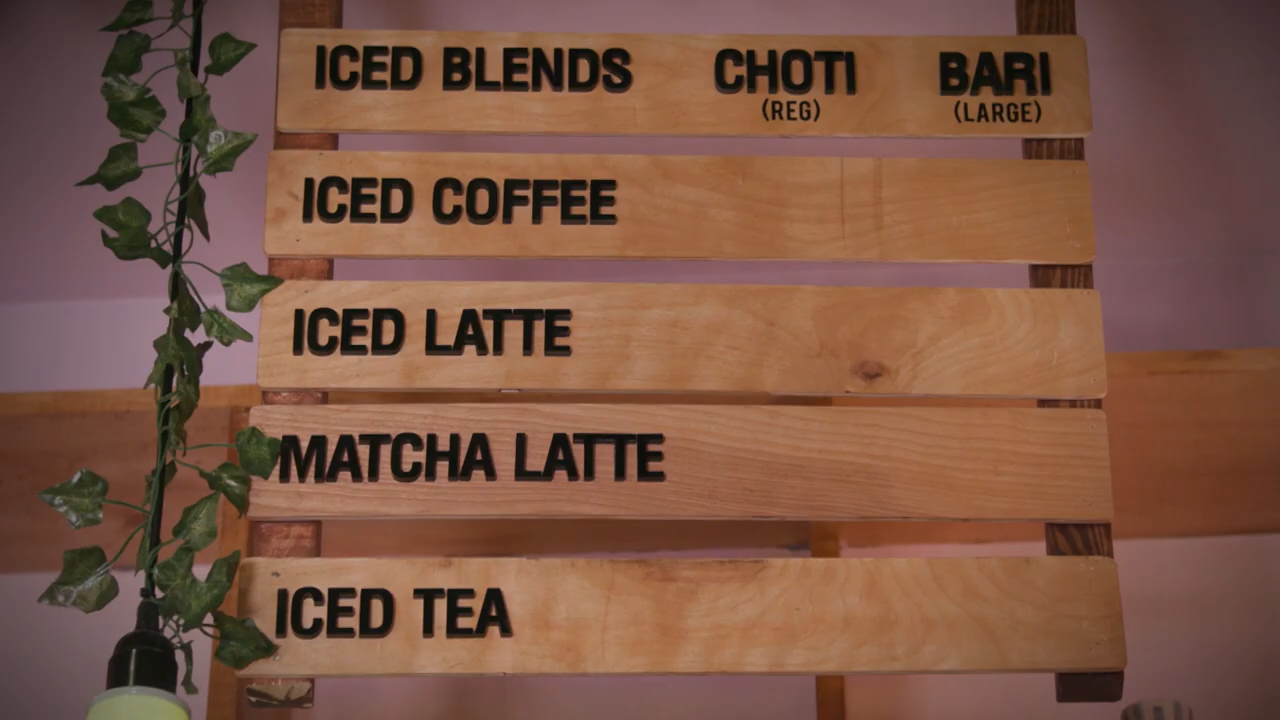 ICED BLENDS CHOTI BARI
(REG) (LARGE)
ICED COFFEE
ICED LATTE
MATCHA LATTE
ICED TEA